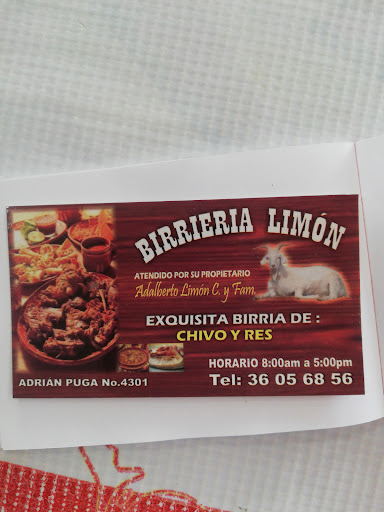 BIRRIERIA LIMÓN
ATENDIDO POR SU PROPIETARIO
Adalberto Limón C. y Fam.
EXQUISITA BIRRIA DE :
CHIVO Y RES
HORARIO 8:00am a 5:00pm
ADRIAN PUGA No.4301
Tel: 36 05 68 56